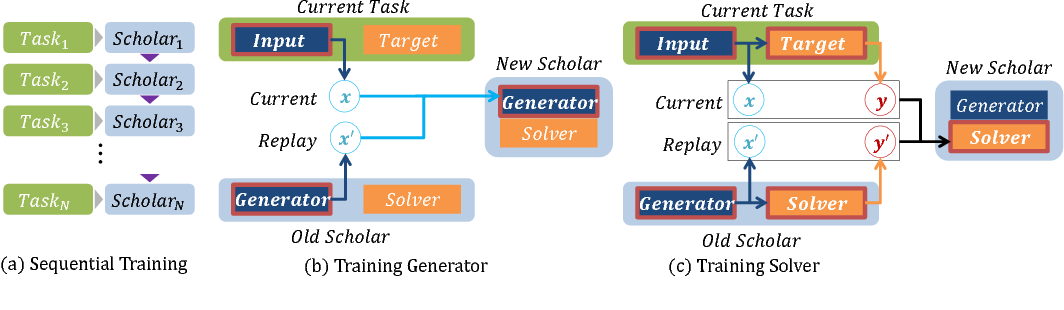 Task₁ Scholar₁
Task₂ Scholar₂
Task₃ Scholar₃
⋮
Task_N Scholar_N
(a) Sequential Training
Current Task
Input Target
New Scholar
Current x
Generator
Replay x′
Solver
Generator Solver
Old Scholar
(b) Training Generator
Current Task
Input Target
New Scholar
Current x y
Generator
Replay x′ y′
Solver
Generator Solver
Old Scholar
(c) Training Solver